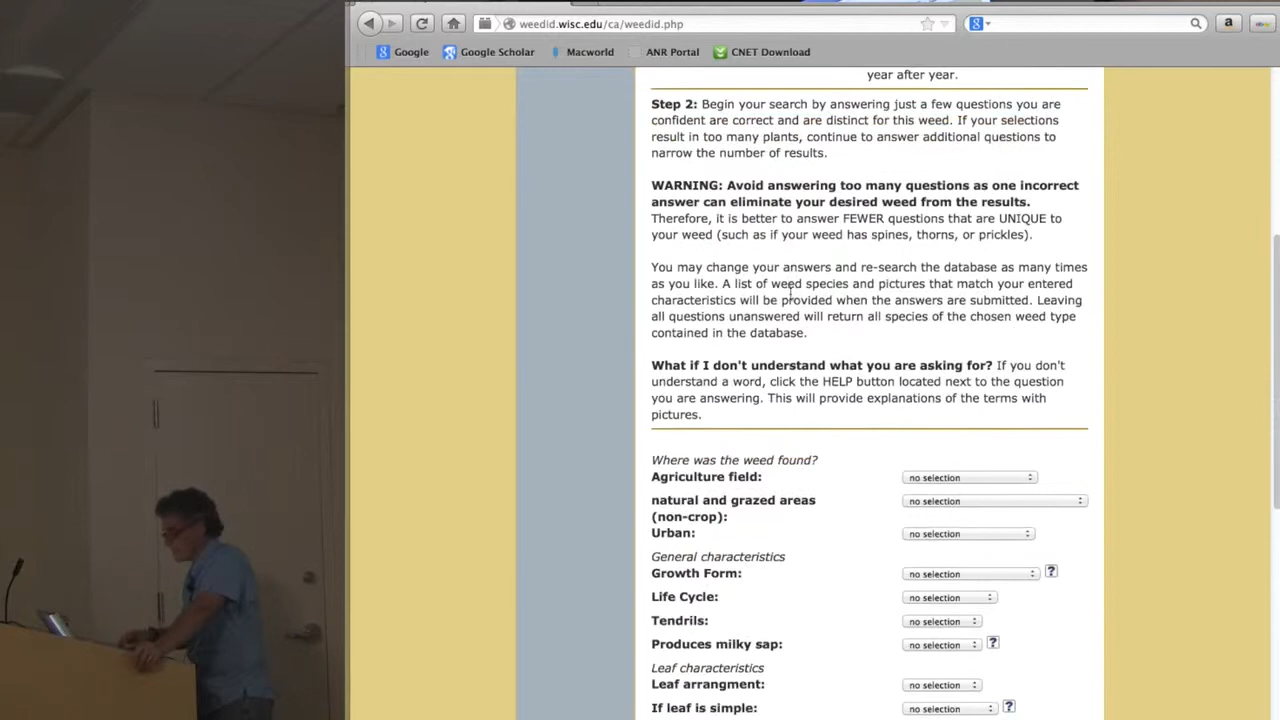 weedid.wisc.edu/ca/weedid.php
Google Google Scholar Macworld ANR Portal CNET Download
year after year.
Step 2: Begin your search by answering just a few questions you are
confident are correct and are distinct for this weed. If your selections
result in too many plants, continue to answer additional questions to
narrow the number of results.
WARNING: Avoid answering too many questions as one incorrect
answer can eliminate your desired weed from the results.
Therefore, it is better to answer FEWER questions that are UNIQUE to
your weed (such as if your weed has spines, thorns, or prickles).
You may change your answers and re-search the database as many times
as you like. A list of weed species and pictures that match your entered
characteristics will be provided when the answers are submitted. Leaving
all questions unanswered will return all species of the chosen weed type
contained in the database.
What if I don't understand what you are asking for? If you don't
understand a word, click the HELP button located next to the question
you are answering. This will provide explanations of the terms with
pictures.
Where was the weed found?
Agriculture field: no selection
natural and grazed areas no selection
(non-crop):
Urban: no selection
General characteristics
Growth Form: no selection ?
Life Cycle: no selection
Tendrils: no selection
Produces milky sap: no selection ?
Leaf characteristics
Leaf arrangment: no selection
If leaf is simple: no selection ?